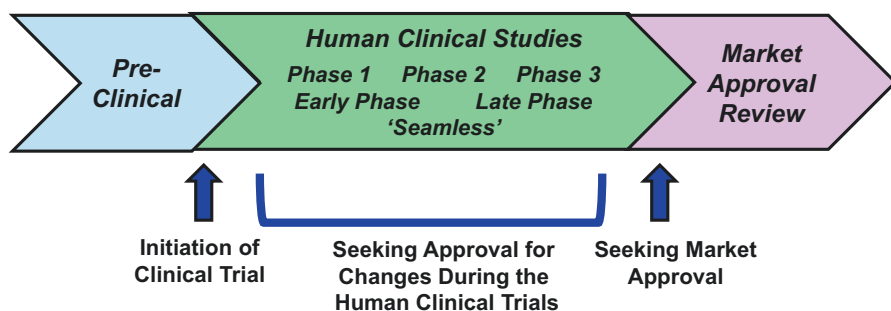 Pre-
Clinical
Human Clinical Studies
Phase 1 Phase 2 Phase 3
Early Phase Late Phase
‘Seamless’
Market
Approval
Review
Initiation of
Clinical Trial
Seeking Approval for
Changes During the
Human Clinical Trials
Seeking Market
Approval